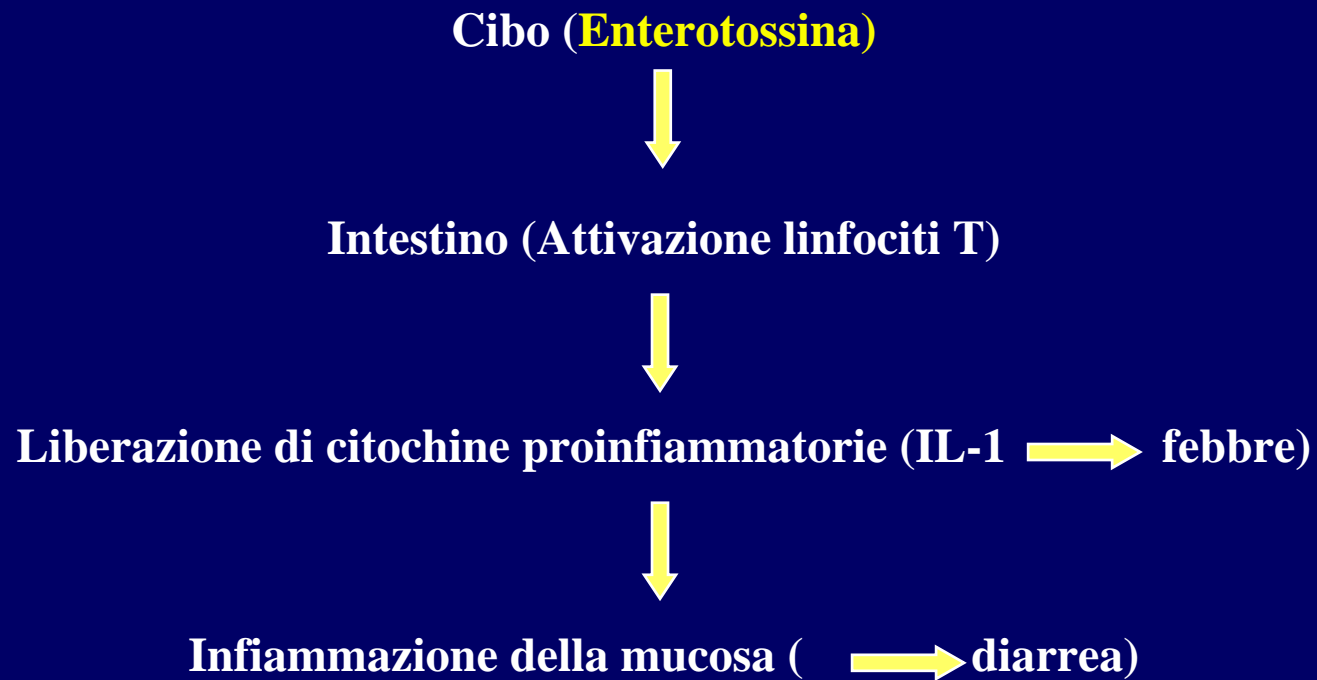 Cibo (Enterotossina)
Intestino (Attivazione linfociti T)
Liberazione di citochine proinfiammatorie (IL-1 febbre)
Infiammazione della mucosa ( diarrea)